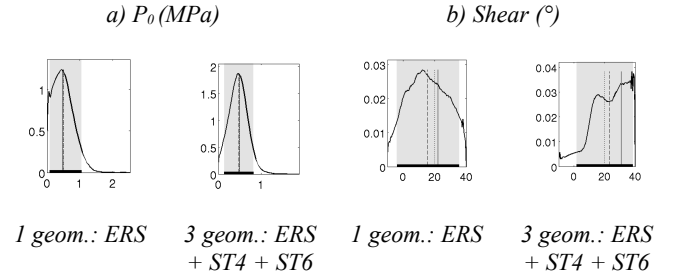 a) P₀ (MPa)
b) Shear (°)
1
0.5
0
0 1 2
2
1.5
1
0.5
0
0 1
0.03
0.02
0.01
0
0 20 40
0.04
0.03
0.02
0.01
0
-10 0 10 20 30 40
1 geom.: ERS
3 geom.: ERS
+ ST4 + ST6
1 geom.: ERS
3 geom.: ERS
+ ST4 + ST6